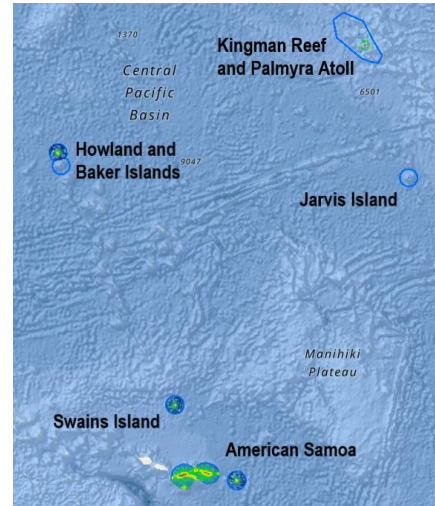 1370
Kingman Reef
and Palmyra Atoll
Central
Pacific
Basin
6501
Howland and
Baker Islands
9047
Jarvis Island
Manihiki
Plateau
Swains Island
American Samoa